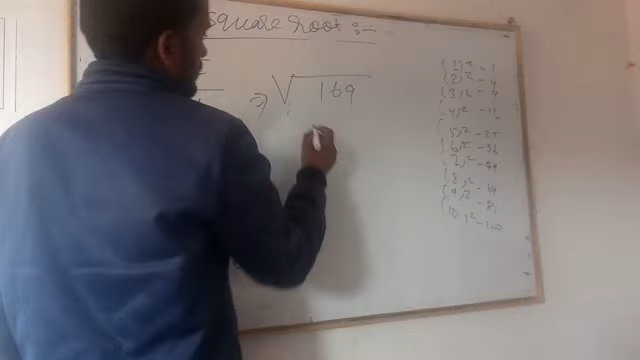 square root :-
⇒ √169
(1)² - 1
(2)² - 4
(3)² - 9
(4)² - 16
(5)² - 25
(6)² - 36
(7)² - 49
(8)² - 64
(9)² - 81
(10)² - 100